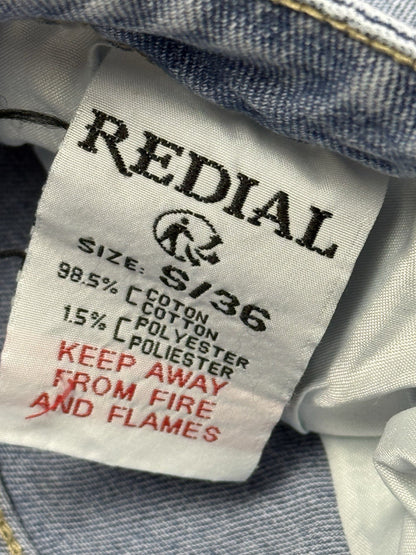 REDIAL
SIZE: S/36
98.5% [COTON
COTTON
1.5% [POLYESTER
POLIESTER
KEEP AWAY
FROM FIRE
AND FLAMES